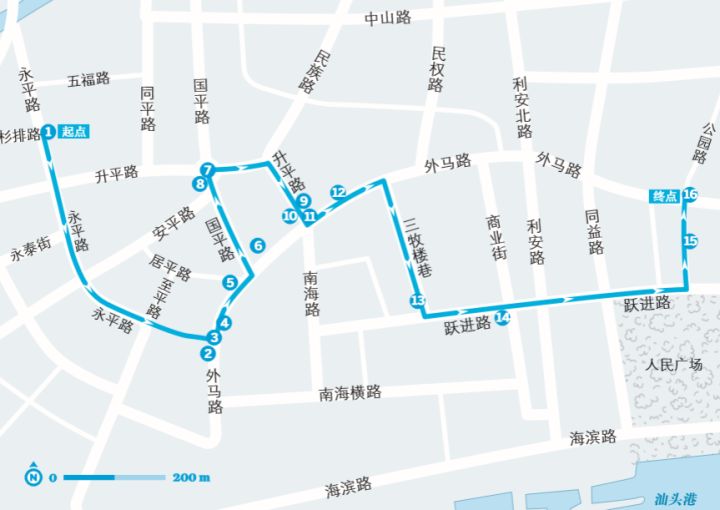 中山路
永平路
五福路
同平路
国平路
民族路
民权路
利安北路
公园路
杉排路
1
起点
升平路
7
8
升平路
9
10
11
12
外马路
外马路
终点
16
永泰街
永平路
安平路
国平路
6
5
居平路
至平路
南海路
三牧楼巷
商业街
利安路
同益路
15
永平路
4
3
2
13
跃进路
14
跃进路
外马路
南海横路
人民广场
海滨路
海滨路
N
0
200 m
汕头港